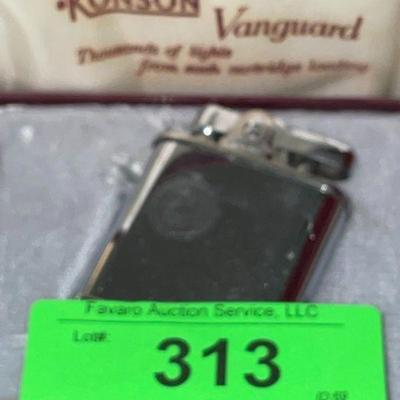 RONSON
Vanguard
Thousands of lights
from each cartridge loading
Favaro Auction Service, LLC
Lot#:
313